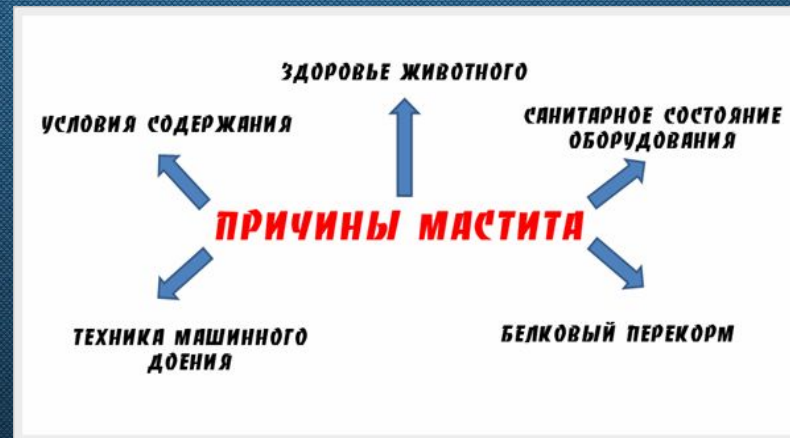 ЗДОРОВЬЕ ЖИВОТНОГО
УСЛОВИЯ СОДЕРЖАНИЯ
САНИТАРНОЕ СОСТОЯНИЕ
ОБОРУДОВАНИЯ
ПРИЧИНЫ МАСТИТА
ТЕХНИКА МАШИННОГО
ДОЕНИЯ
БЕЛКОВЫЙ ПЕРЕКОРМ